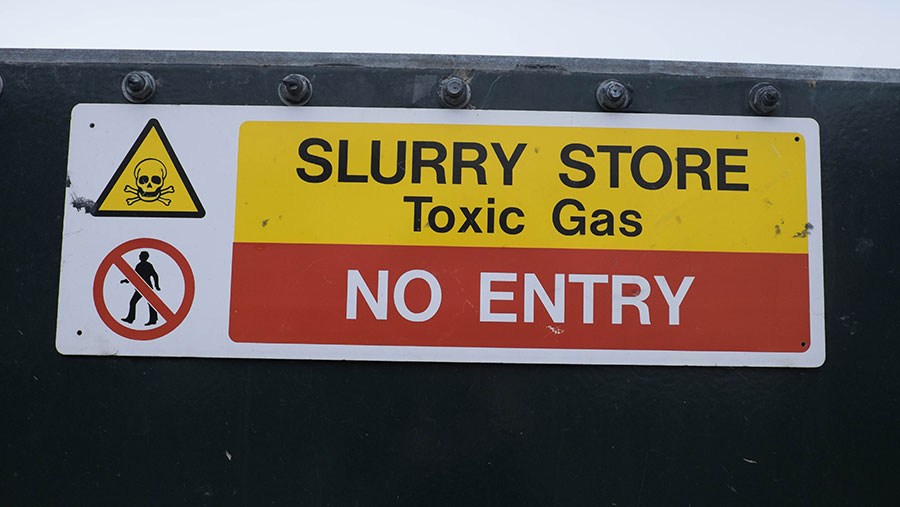 SLURRY STORE
Toxic Gas
NO ENTRY